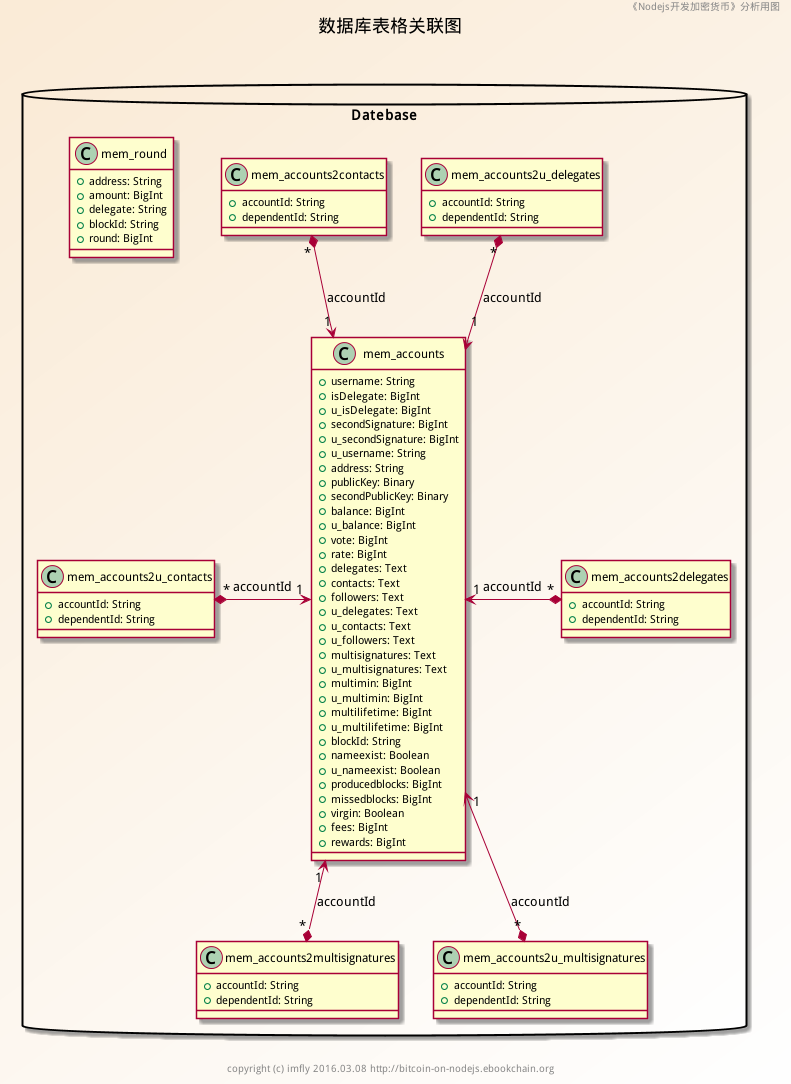 《Nodejs开发加密货币》分析用图
数据库表格关联图
Datebase
C mem_round
address: String
amount: BigInt
delegate: String
blockId: String
round: BigInt
C mem_accounts2contacts
accountId: String
dependentId: String
C mem_accounts2u_delegates
accountId: String
dependentId: String
*
accountId
1
*
accountId
1
C mem_accounts
username: String
isDelegate: BigInt
u_isDelegate: BigInt
secondSignature: BigInt
u_secondSignature: BigInt
u_username: String
address: String
publicKey: Binary
secondPublicKey: Binary
balance: BigInt
u_balance: BigInt
vote: BigInt
rate: BigInt
delegates: Text
contacts: Text
followers: Text
u_delegates: Text
u_contacts: Text
u_followers: Text
multisignatures: Text
u_multisignatures: Text
multimin: BigInt
u_multimin: BigInt
multilifetime: BigInt
u_multilifetime: BigInt
blockId: String
nameexist: Boolean
u_nameexist: Boolean
producedblocks: BigInt
missedblocks: BigInt
virgin: Boolean
fees: BigInt
rewards: BigInt
C mem_accounts2u_contacts
accountId: String
dependentId: String
* accountId 1
1 accountId *
C mem_accounts2delegates
accountId: String
dependentId: String
1
accountId
*
1
accountId
*
C mem_accounts2multisignatures
accountId: String
dependentId: String
C mem_accounts2u_multisignatures
accountId: String
dependentId: String
copyright (c) imfly 2016.03.08 http://bitcoin-on-nodejs.ebookchain.org